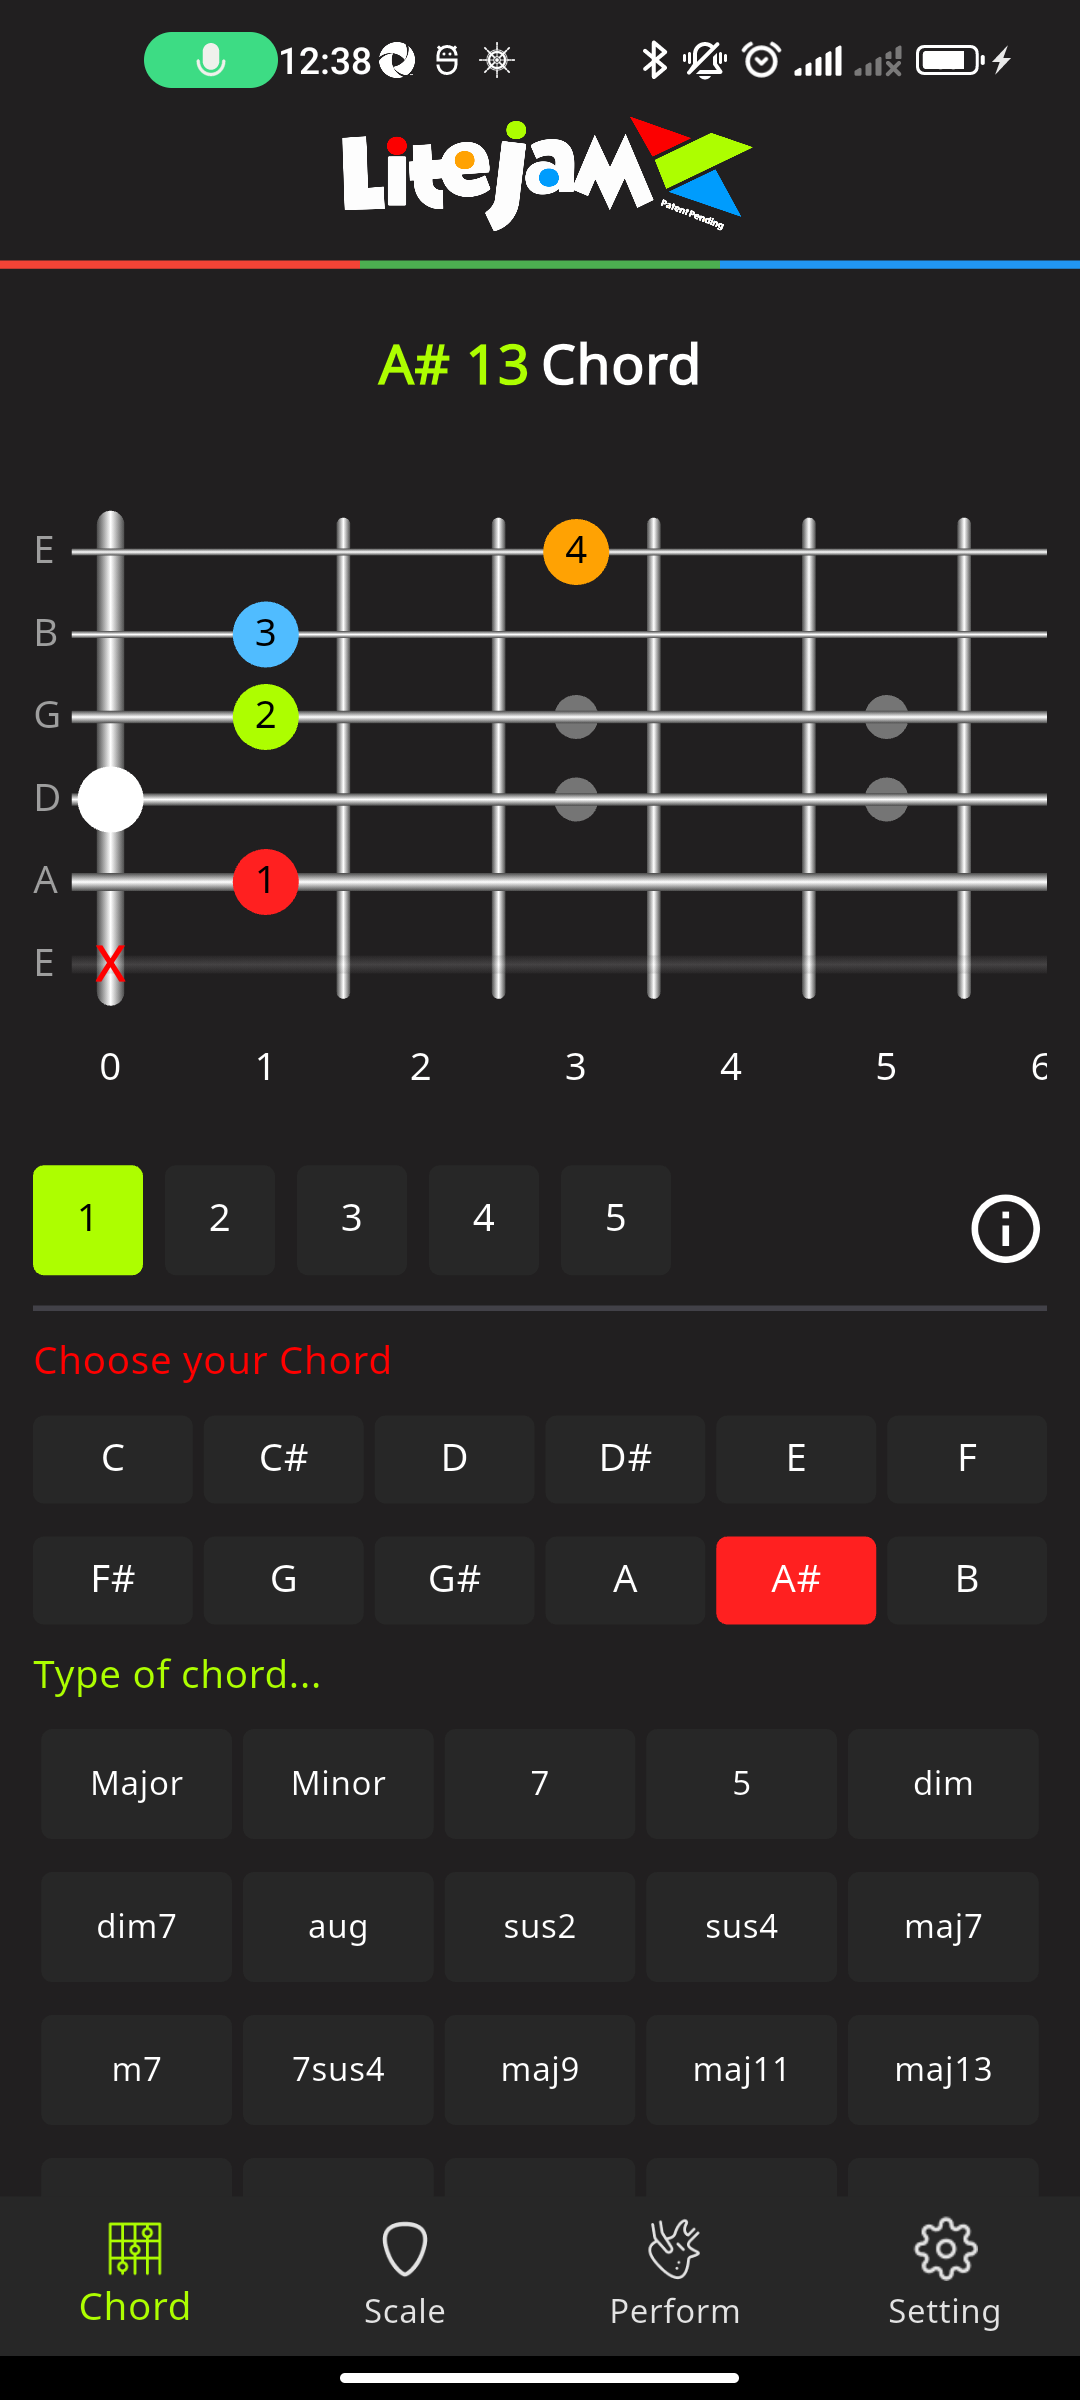 12:38
Litejam
Patent Pending
A# 13 Chord
E 4
B 3
G 2
D
A 1
E X
0 1 2 3 4 5 6
1 2 3 4 5
Choose your Chord
C C# D D# E F
F# G G# A A# B
Type of chord...
Major Minor 7 5 dim
dim7 aug sus2 sus4 maj7
m7 7sus4 maj9 maj11 maj13
Chord Scale Perform Setting